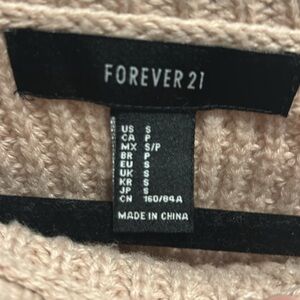 FOREVER 21
US S
CA P
MX S/P
BR P
EU S
UK S
KR S
JP S
CN 160/84A
MADE IN CHINA